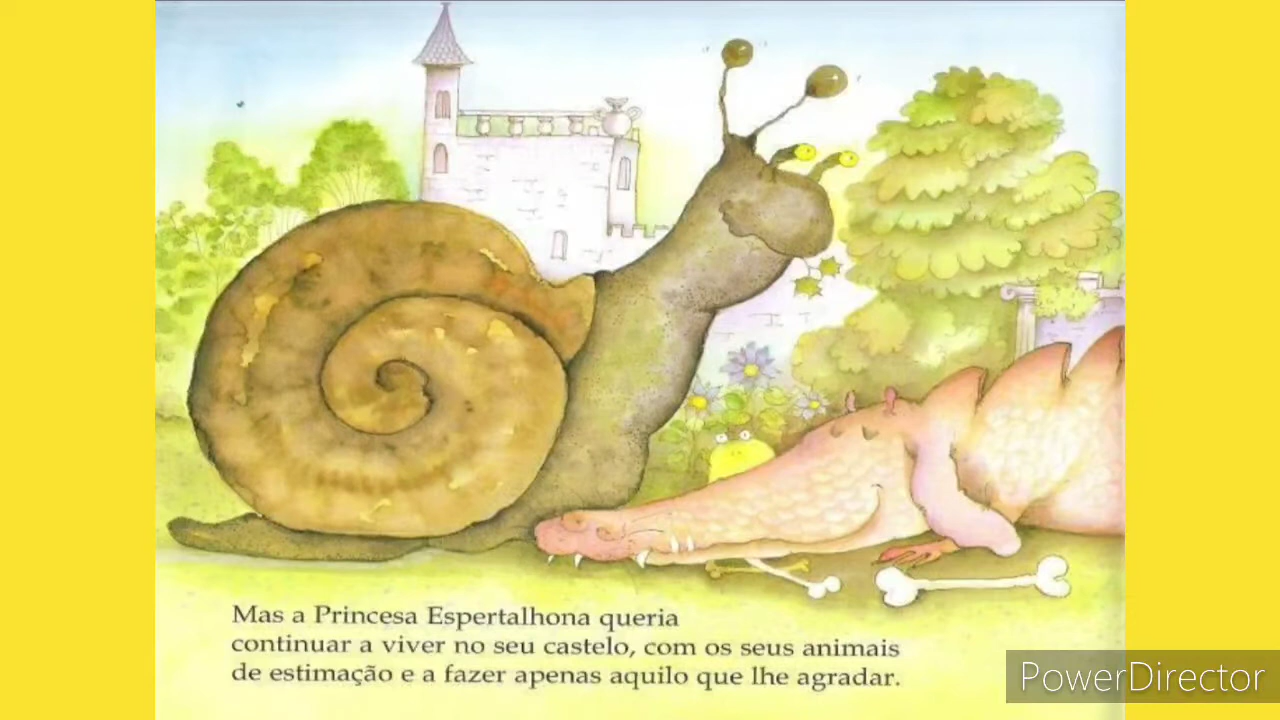 Mas a Princesa Espertalhona queria
continuar a viver no seu castelo, com os seus animais
de estimação e a fazer apenas aquilo que lhe agradar.
PowerDirector